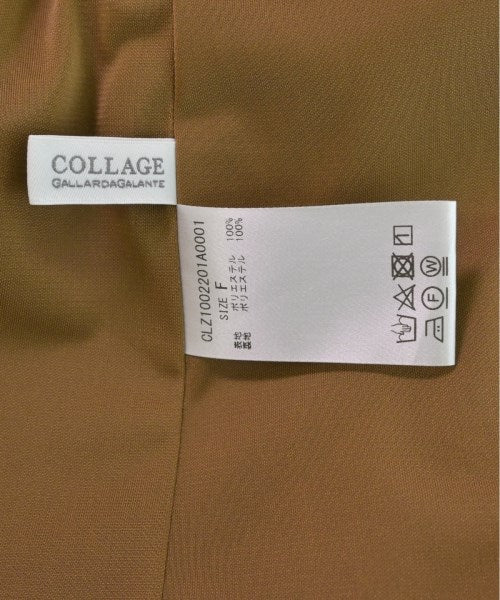 COLLAGE
GALLARDAGALANTE
CLZ1002201A0001
SIZE F
表地 ポリエステル 100%
裏地 ポリエステル 100%
F
W